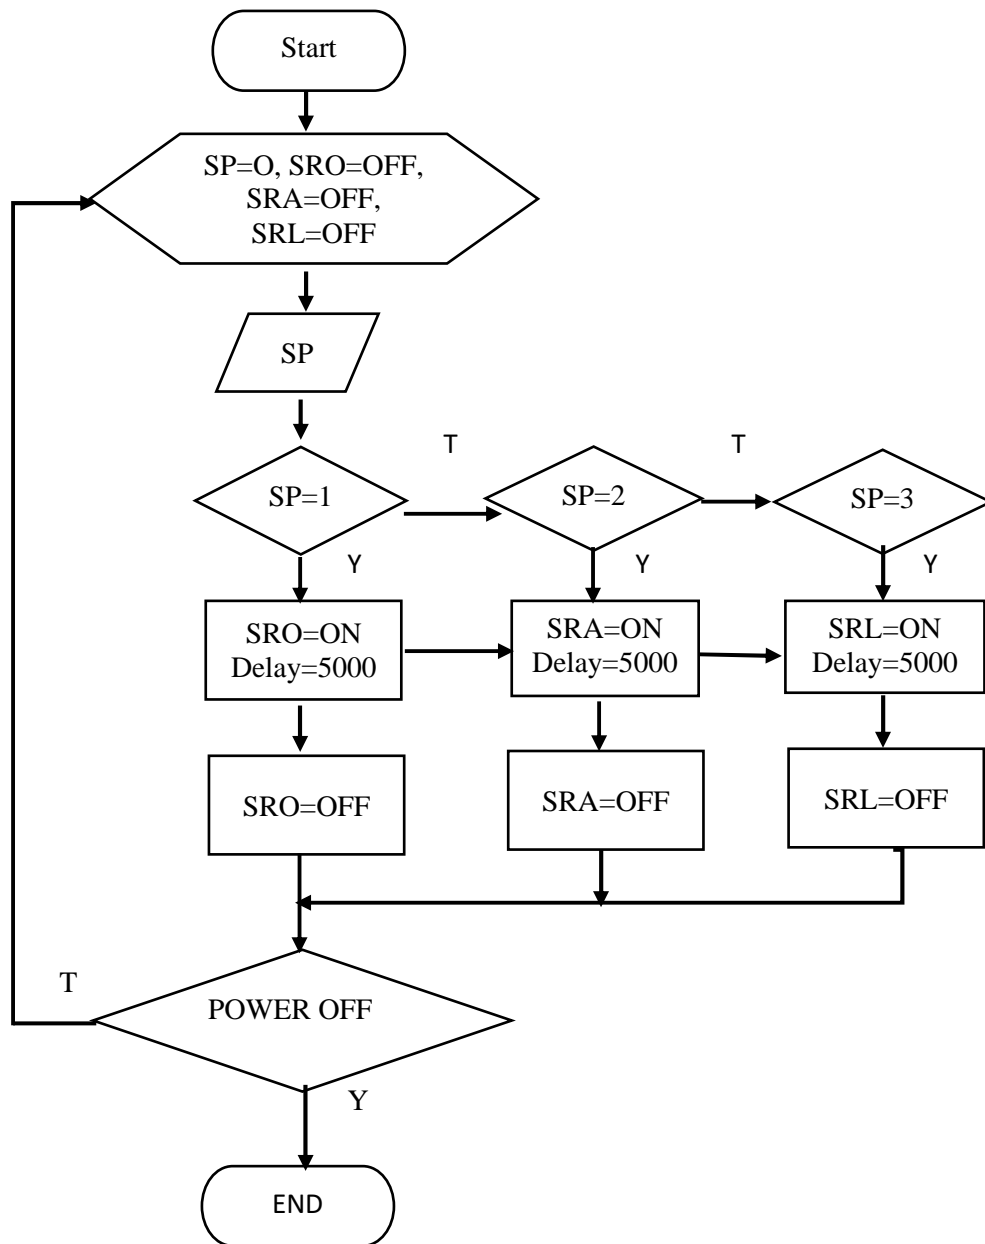 Start
SP=O, SRO=OFF,
SRA=OFF,
SRL=OFF
SP
T
T
SP=1
SP=2
SP=3
Y
Y
Y
SRO=ON
Delay=5000
SRA=ON
Delay=5000
SRL=ON
Delay=5000
SRO=OFF
SRA=OFF
SRL=OFF
T
POWER OFF
Y
END